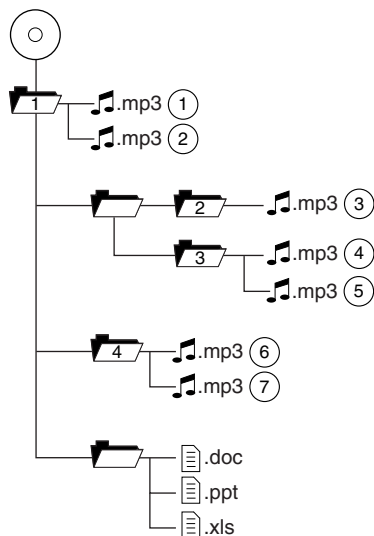 1 .mp3 1
.mp3 2
2 .mp3 3
3 .mp3 4
.mp3 5
4 .mp3 6
.mp3 7
.doc
.ppt
.xls